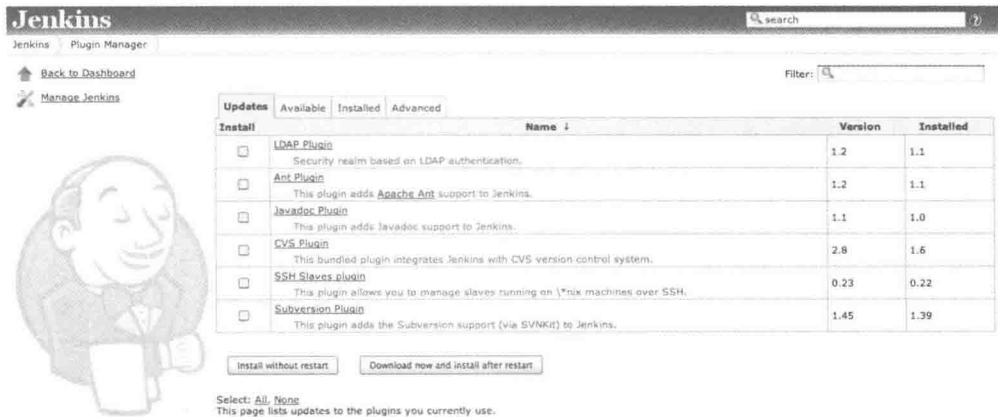 Jenkins
search
Jenkins Plugin Manager
Back to Dashboard
Filter:
Manage Jenkins
Updates Available Installed Advanced
Install Name ↓ Version Installed
LDAP Plugin 1.2 1.1
Security realm based on LDAP authentication.
Ant Plugin 1.2 1.1
This plugin adds Apache Ant support to Jenkins.
Javadoc Plugin 1.1 1.0
This plugin adds Javadoc support to Jenkins.
CVS Plugin 2.8 1.6
This bundled plugin integrates Jenkins with CVS version control system.
SSH Slaves plugin 0.23 0.22
This plugin allows you to manage slaves running on \*nix machines over SSH.
Subversion Plugin 1.45 1.39
This plugin adds the Subversion support (via SVNKit) to Jenkins.
Install without restart Download now and install after restart
Select: All, None
This page lists updates to the plugins you currently use.